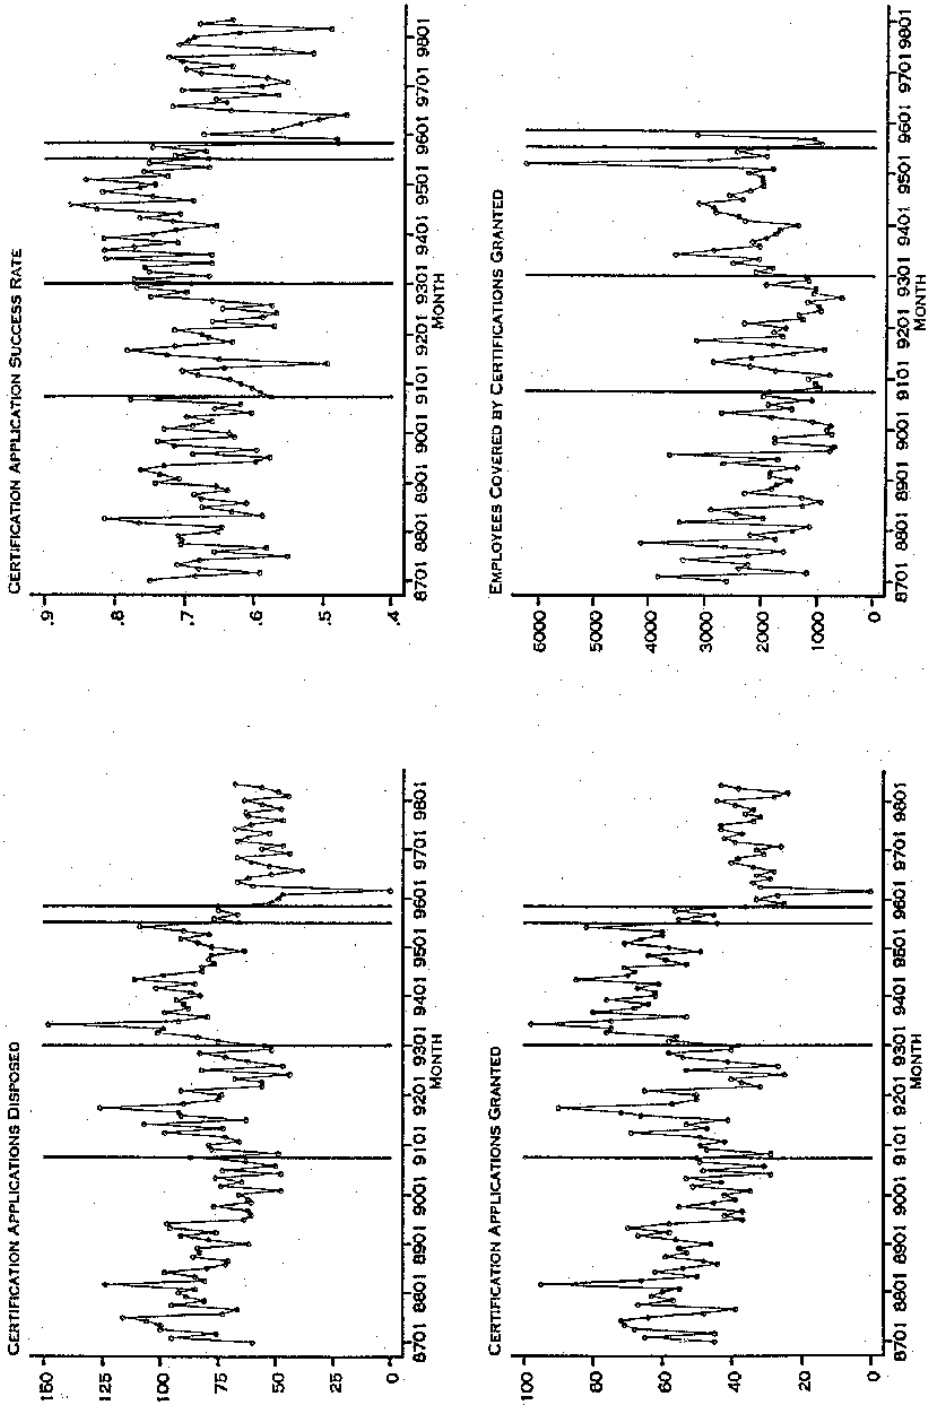 CERTIFICATION APPLICATIONS DISPOSED
150
125
100
75
50
25
0
8701 8801 8901 9001 9101 9201 9301 9401 9501 9601 9701 9801
MONTH
CERTIFICATION APPLICATION SUCCESS RATE
.9
.8
.7
.6
.5
.4
8701 8801 8901 9001 9101 9201 9301 9401 9501 9601 9701 9801
MONTH
CERTIFICATION APPLICATIONS GRANTED
100
80
60
40
20
0
8701 8801 8901 9001 9101 9201 9301 9401 9501 9601 9701 9801
MONTH
EMPLOYEES COVERED BY CERTIFICATIONS GRANTED
6000
5000
4000
3000
2000
1000
0
8701 8801 8901 9001 9101 9201 9301 9401 9501 9601 9701 9801
MONTH